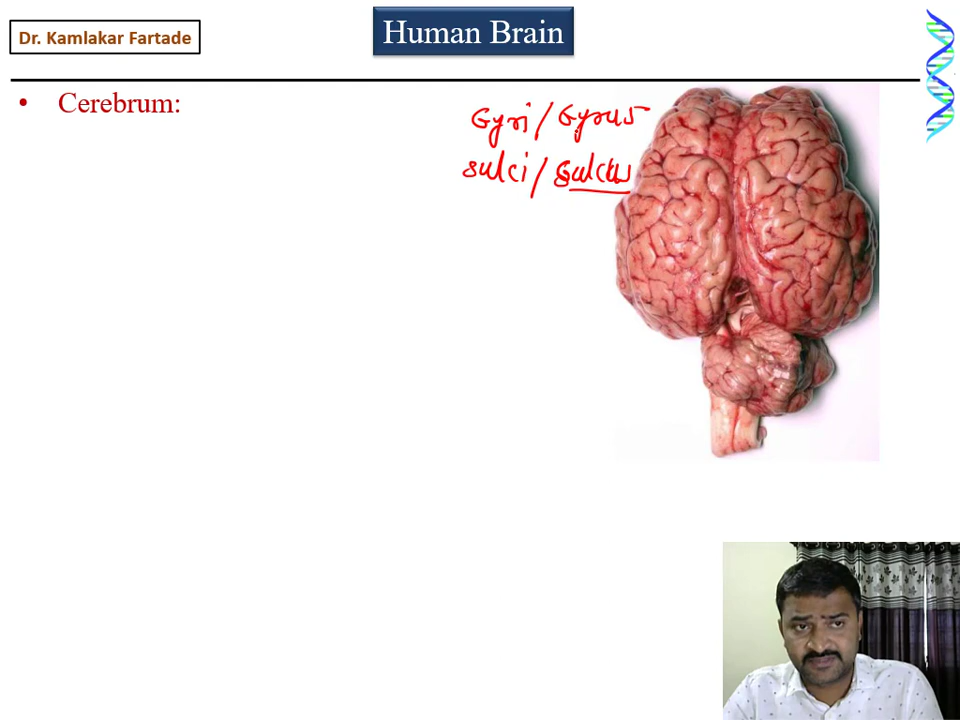 Dr. Kamlakar Fartade
Human Brain
• Cerebrum:
Gyri / Gyrus
Sulci / Sulcus